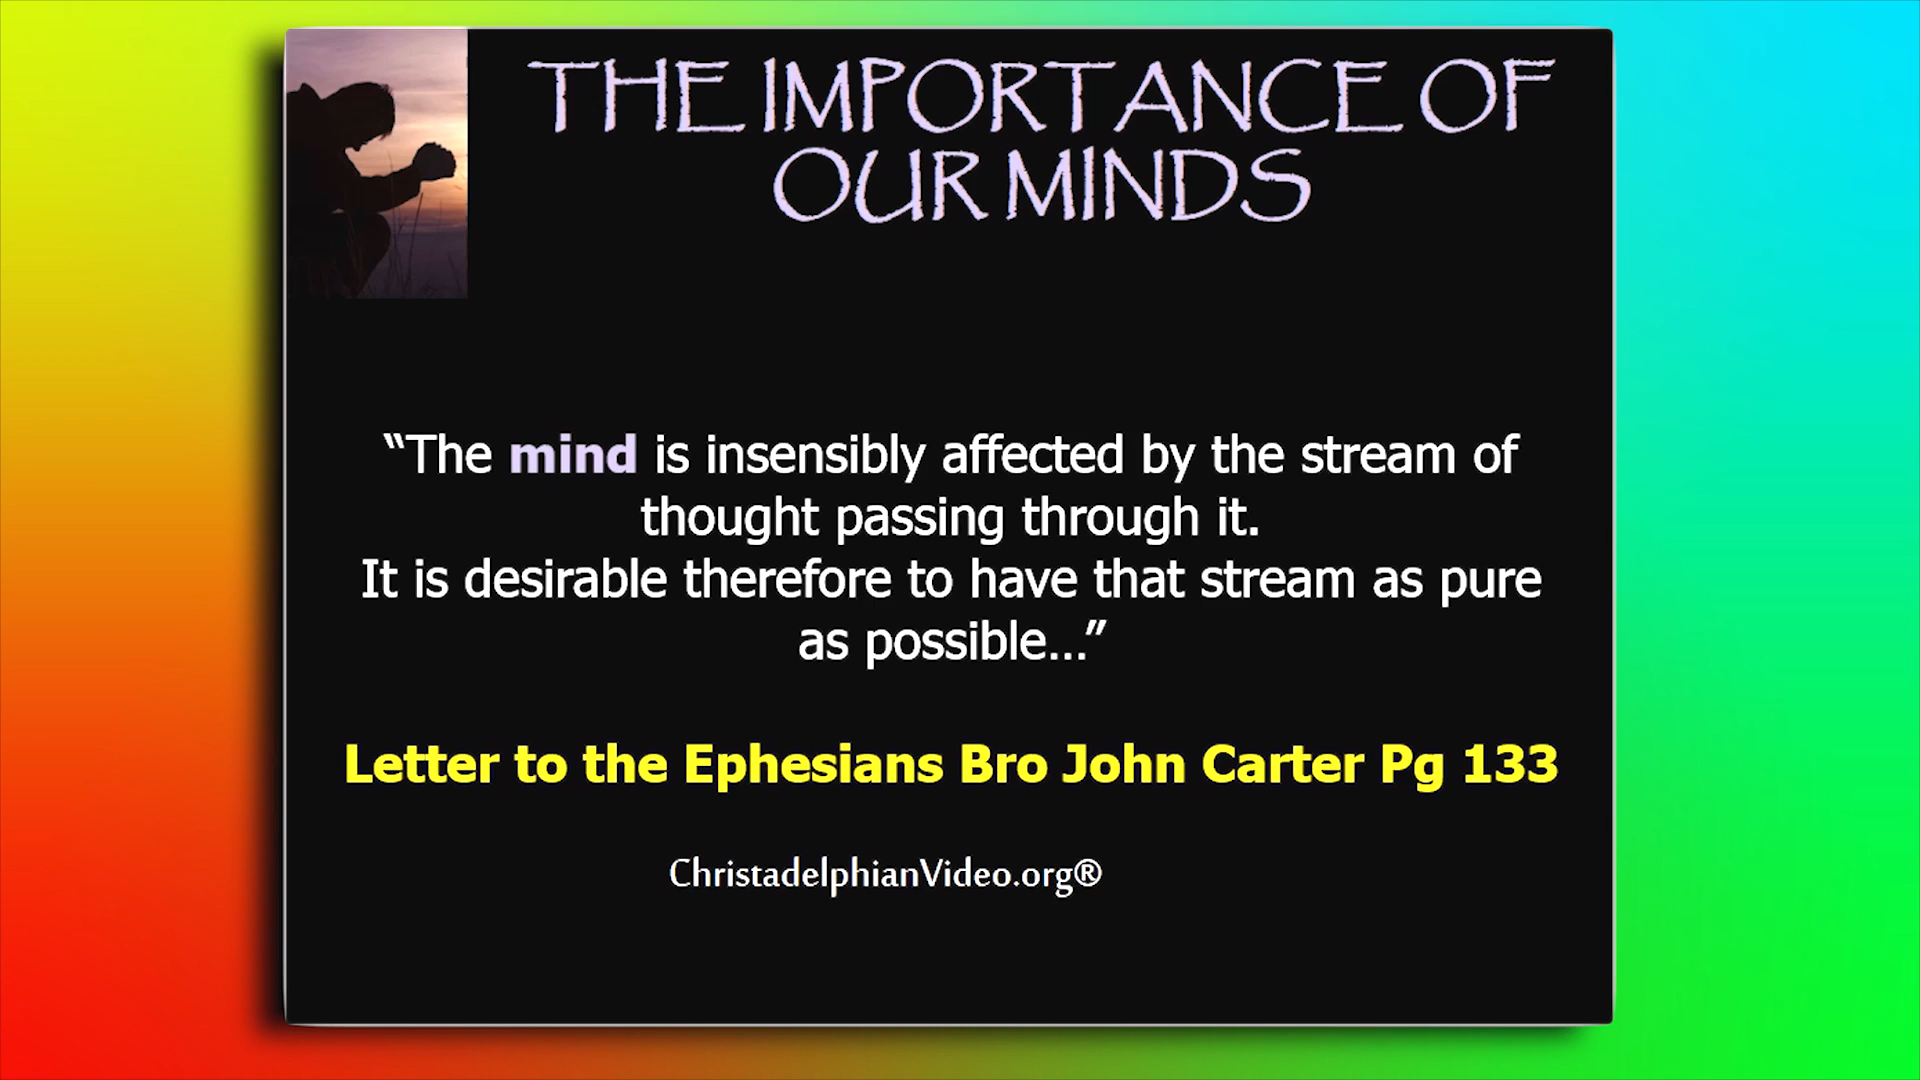 THE IMPORTANCE OF
OUR MINDS
“The mind is insensibly affected by the stream of
thought passing through it.
It is desirable therefore to have that stream as pure
as possible...”
Letter to the Ephesians Bro John Carter Pg 133
ChristadelphianVideo.org®